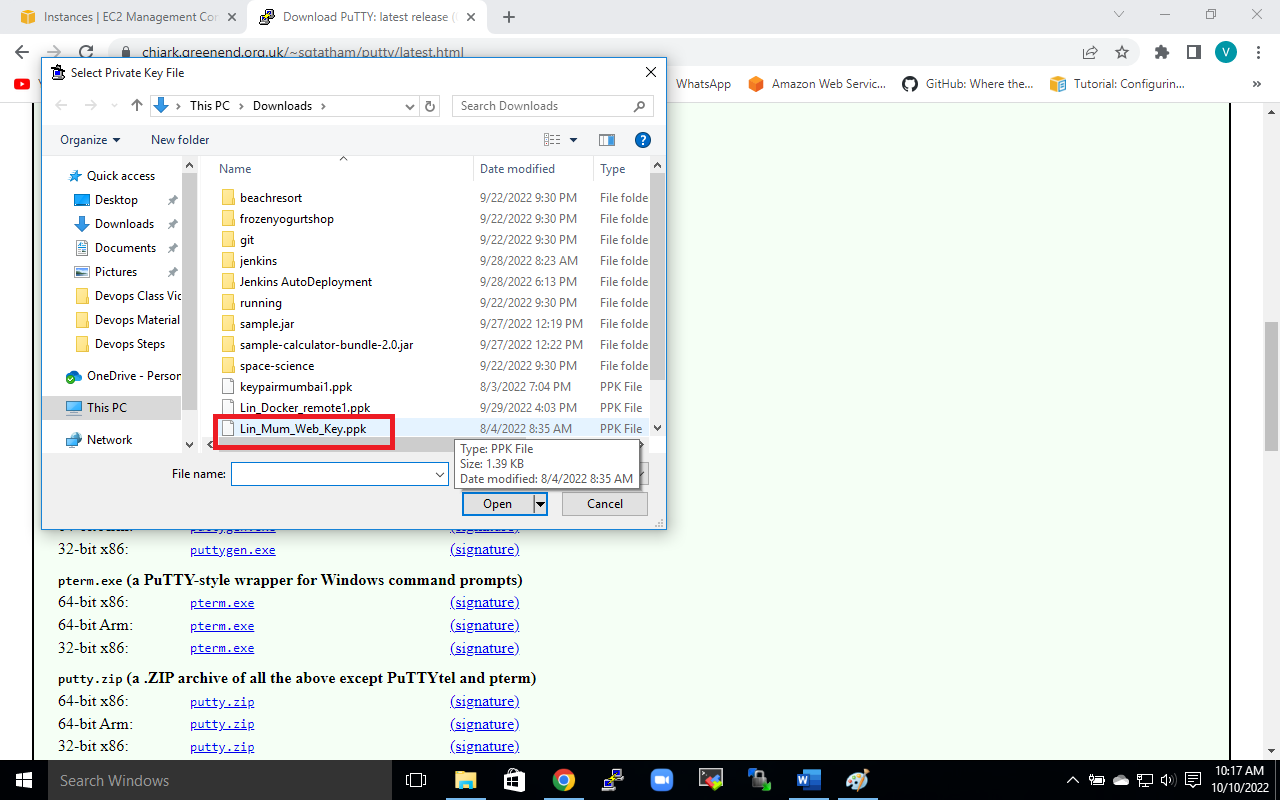 Instances | EC2 Management Con
Download PuTTY: latest release (
chiark.greenend.org.uk/~sgtatham/putty/latest.html
V
WhatsApp
Amazon Web Servic...
GitHub: Where the...
Tutorial: Configurin...
»
Select Private Key File
This PC
Downloads
Search Downloads
Organize
New folder
Name
Date modified
Type
Quick access
Desktop
Downloads
Documents
Pictures
Devops Class Vic
Devops Material
Devops Steps
OneDrive - Person
This PC
Network
beachresort 9/22/2022 9:30 PM File folde
frozenyogurtshop 9/22/2022 9:30 PM File folde
git 9/22/2022 9:30 PM File folde
jenkins 9/28/2022 8:23 AM File folde
Jenkins AutoDeployment 9/28/2022 6:13 PM File folde
running 9/22/2022 9:30 PM File folde
sample.jar 9/27/2022 12:19 PM File folde
sample-calculator-bundle-2.0.jar 9/27/2022 12:22 PM File folde
space-science 9/22/2022 9:30 PM File folde
keypairmumbai1.ppk 8/3/2022 7:04 PM PPK File
Lin_Docker_remote1.ppk 9/29/2022 4:03 PM PPK File
Lin_Mum_Web_Key.ppk 8/4/2022 8:35 AM PPK File
Type: PPK File
Size: 1.39 KB
Date modified: 8/4/2022 8:35 AM
File name:
Open
Cancel
puttygen.exe (signature)
32-bit x86: puttygen.exe (signature)
pterm.exe (a PuTTY-style wrapper for Windows command prompts)
64-bit x86: pterm.exe (signature)
64-bit Arm: pterm.exe (signature)
32-bit x86: pterm.exe (signature)
putty.zip (a .ZIP archive of all the above except PuTTYtel and pterm)
64-bit x86: putty.zip (signature)
64-bit Arm: putty.zip (signature)
32-bit x86: putty.zip (signature)
Search Windows
10:17 AM
10/10/2022